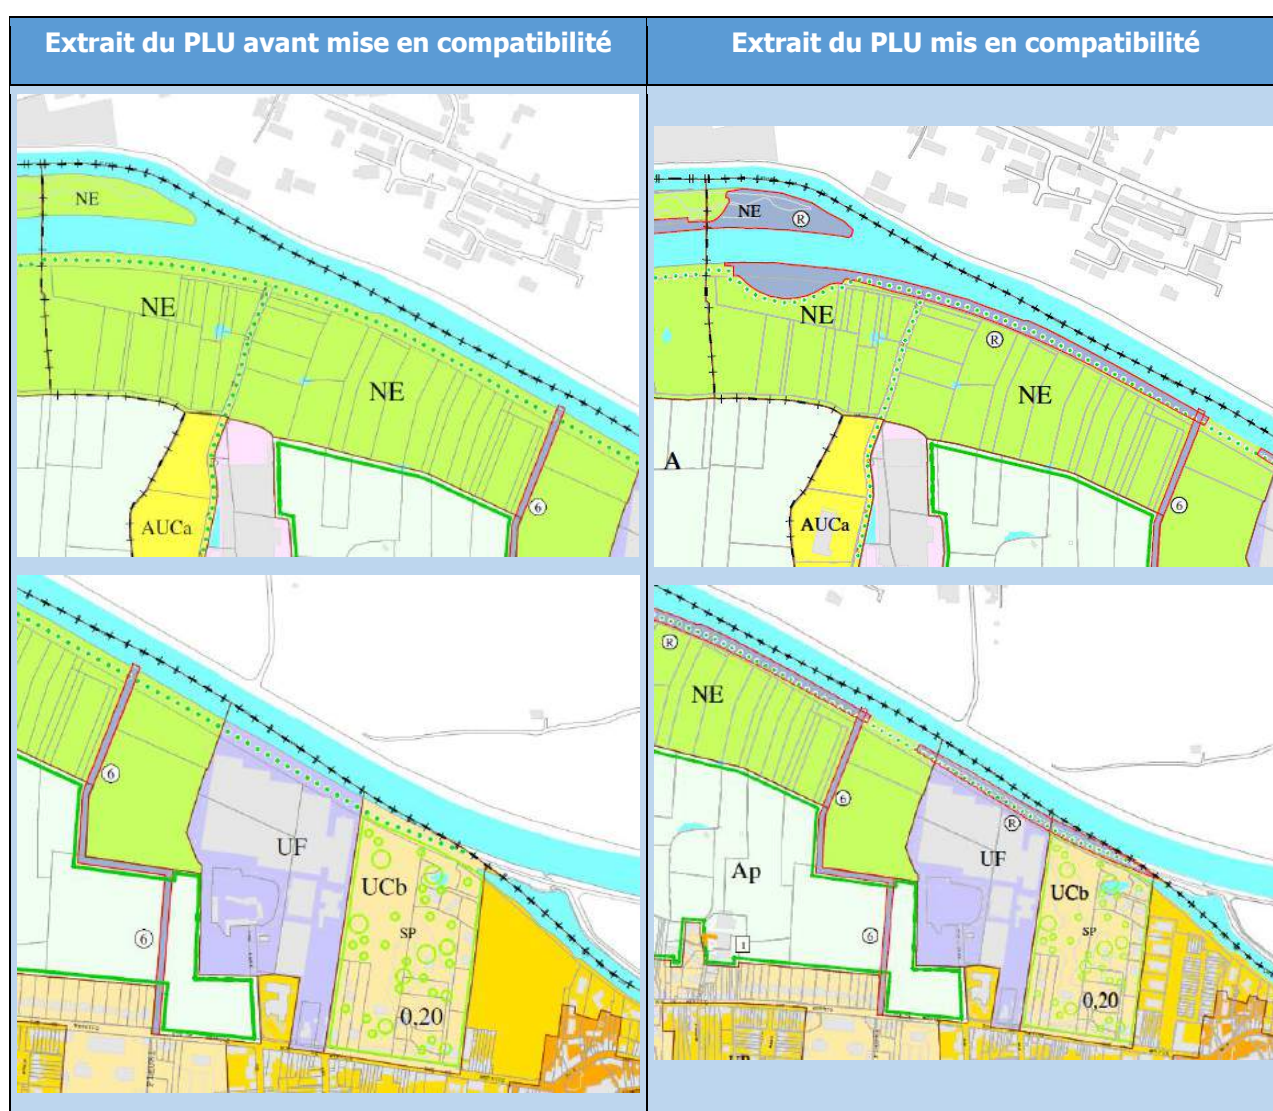 Extrait du PLU avant mise en compatibilité
Extrait du PLU mis en compatibilité
NE
NE
NE
AUCa
6
NE
R
NE
R
NE
A
AUCa
6
6
UF
UCb
SP
6
0,20
R
NE
6
R
UF
Ap
UCb
SP
1
6
0,20